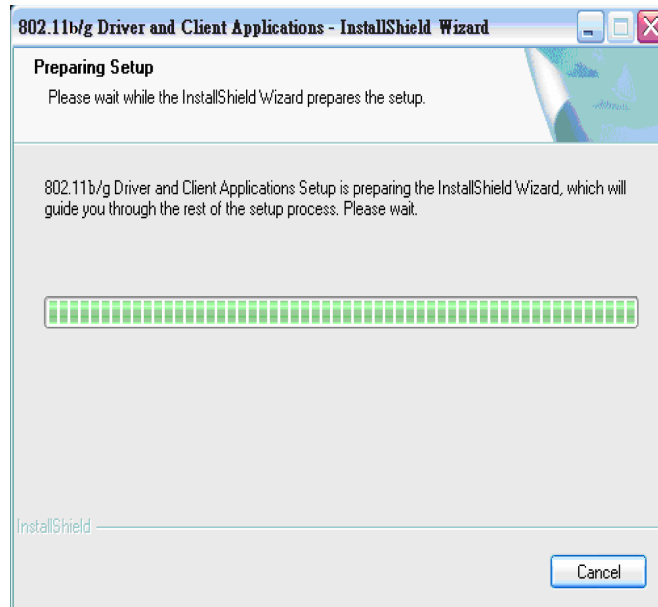 802.11b/g Driver and Client Applications - InstallShield Wizard
Preparing Setup
Please wait while the InstallShield Wizard prepares the setup.
802.11b/g Driver and Client Applications Setup is preparing the InstallShield Wizard, which will
guide you through the rest of the setup process. Please wait.
InstallShield
Cancel